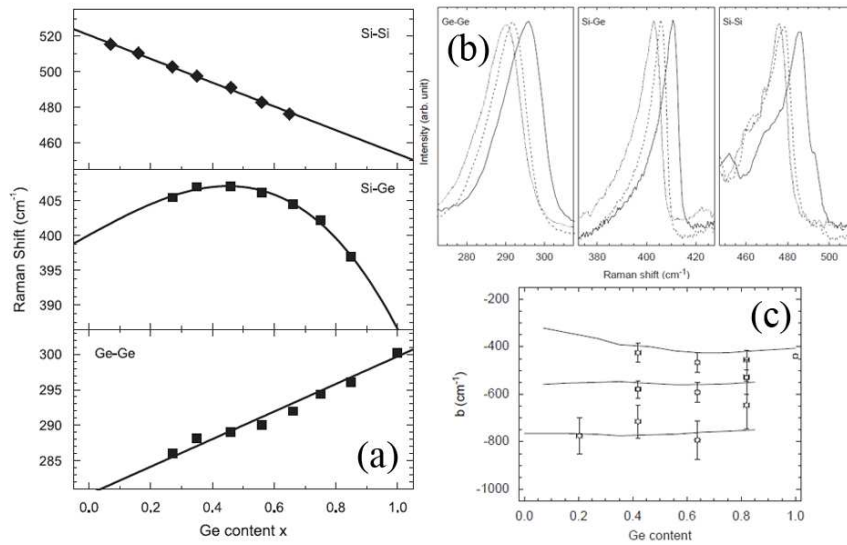 Si-Si
520
500
480
460
Si-Ge
405
400
395
390
Raman Shift (cm⁻¹)
Ge-Ge
300
295
290
285
(a)
0.0 0.2 0.4 0.6 0.8 1.0
Ge content x
Ge-Ge Si-Ge Si-Si
(b)
Intensity (arb. unit)
280 290 300 380 400 420 460 480 500
Raman shift (cm⁻¹)
-200
-400
-600
-800
-1000
b (cm⁻¹)
(c)
0.0 0.2 0.4 0.6 0.8 1.0
Ge content